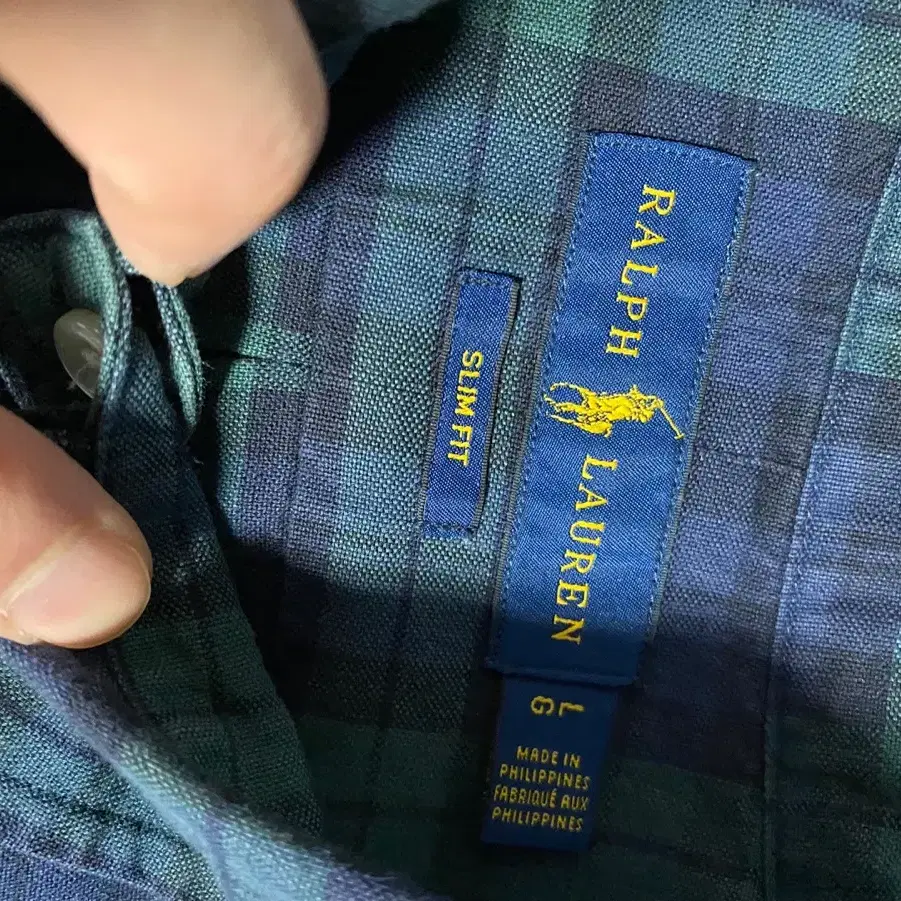 RALPH LAUREN
SLIM FIT
L
G
MADE IN
PHILIPPINES
FABRIQUÉ AUX
PHILIPPINES